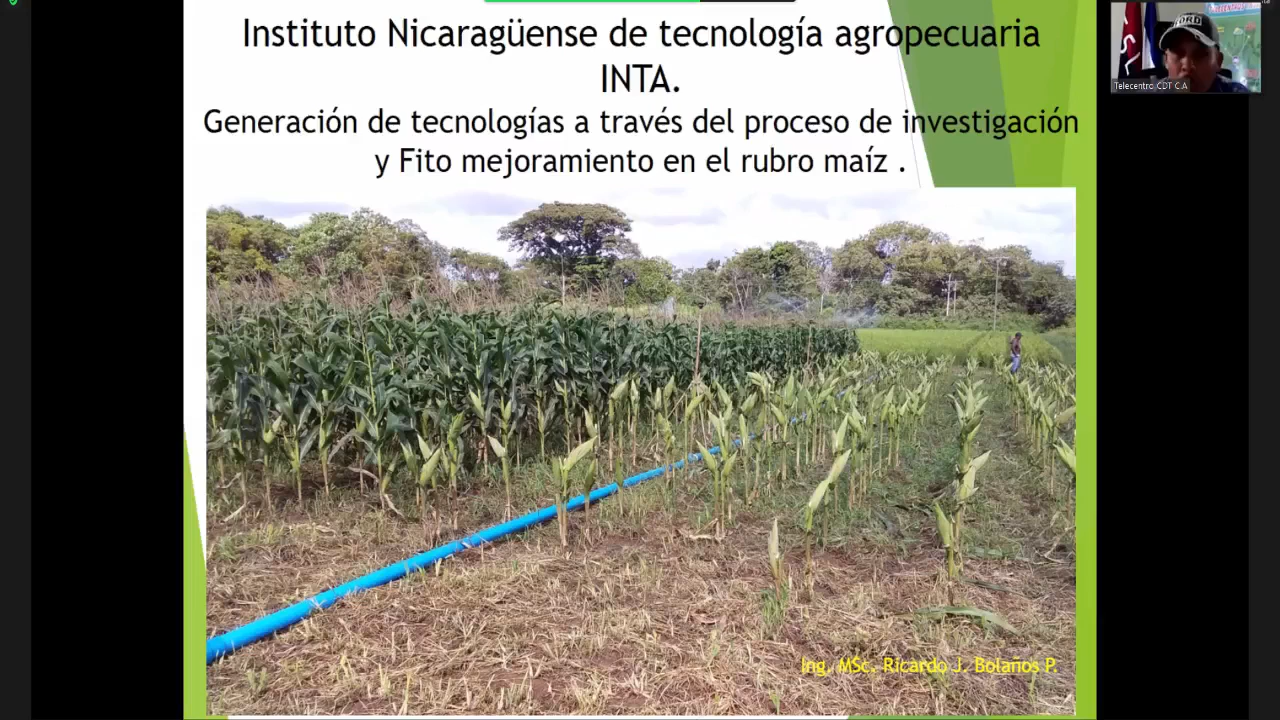 Instituto Nicaragüense de tecnología agropecuaria
INTA.
Generación de tecnologías a través del proceso de investigación
y Fito mejoramiento en el rubro maíz .
Ing. MSc. Ricardo J. Bolaños P.
FORD
Telecentro CDT C.A